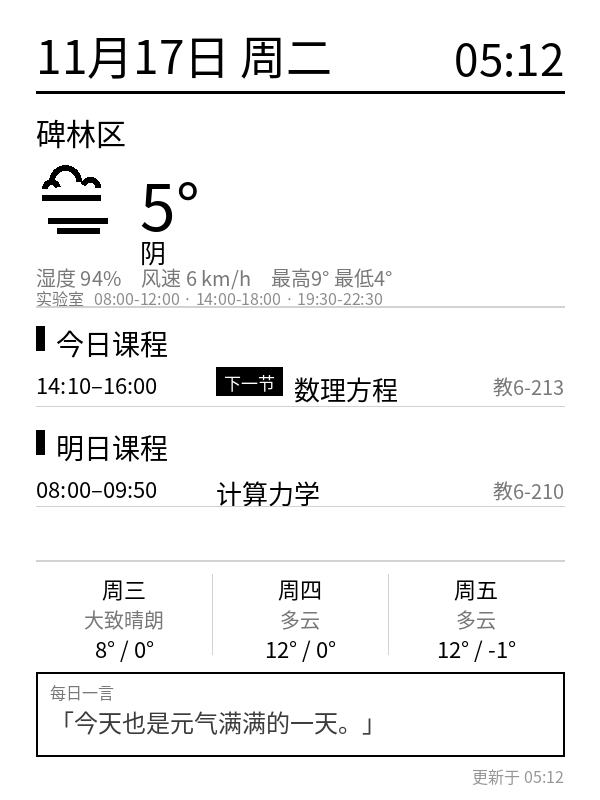 11月17日 周二 05:12
碑林区
5°
阴
湿度 94% 风速 6 km/h 最高9° 最低4°
实验室 08:00-12:00 · 14:00-18:00 · 19:30-22:30
今日课程
14:10–16:00 下一节 数理方程 教6-213
明日课程
08:00–09:50 计算力学 教6-210
周三 周四 周五
大致晴朗 多云 多云
8° / 0° 12° / 0° 12° / -1°
每日一言
「今天也是元气满满的一天。」
更新于 05:12